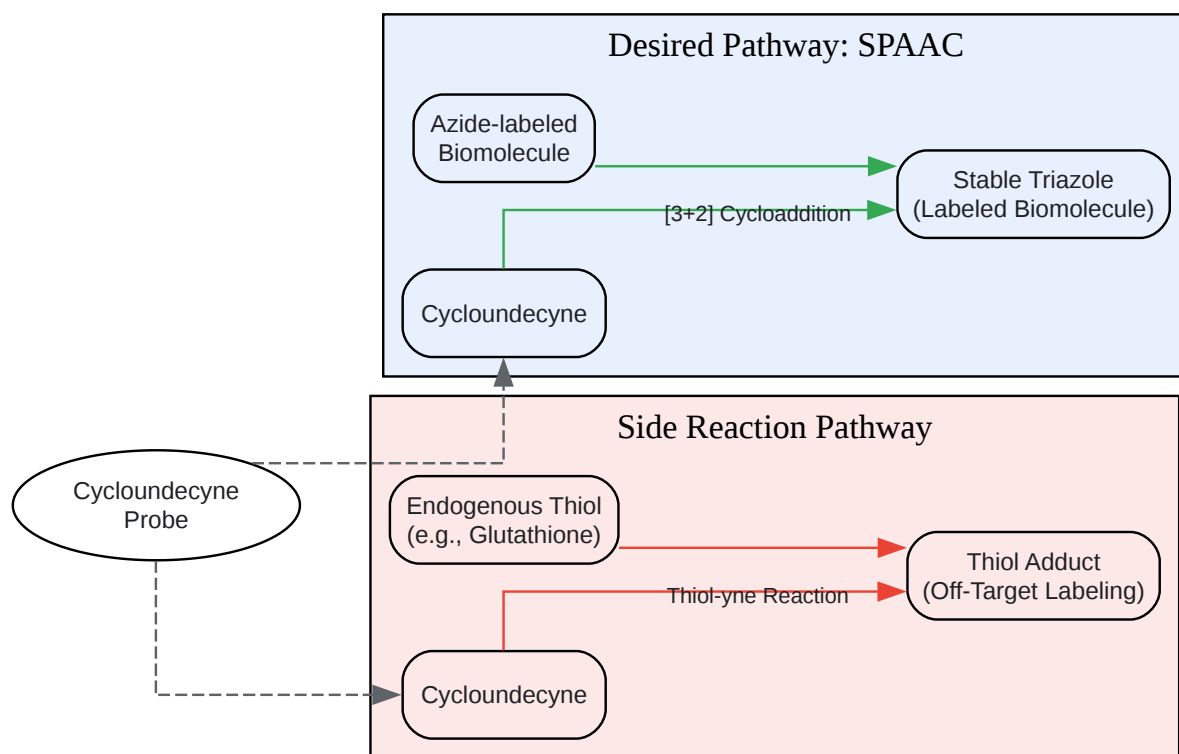 Desired Pathway: SPAAC
Azide-labeled
Biomolecule
Stable Triazole
(Labeled Biomolecule)
[3+2] Cycloaddition
Cycloundecyne
Side Reaction Pathway
Cycloundecyne
Probe
Endogenous Thiol
(e.g., Glutathione)
Thiol Adduct
(Off-Target Labeling)
Thiol-yne Reaction
Cycloundecyne